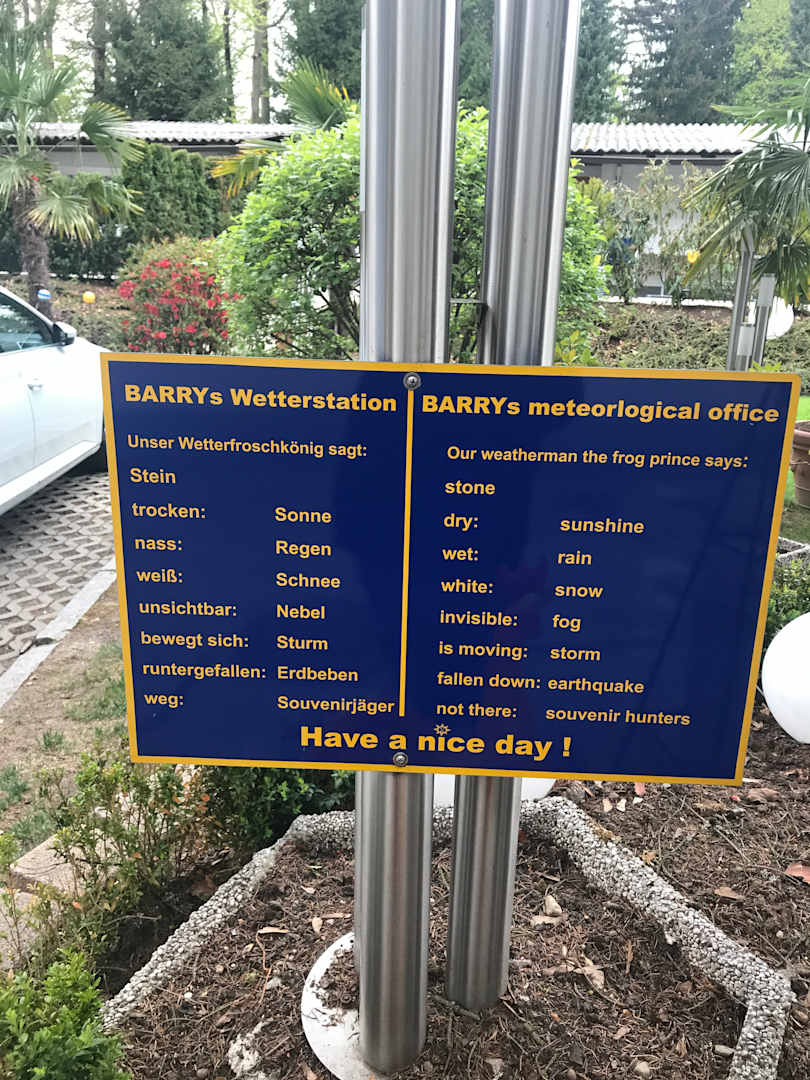 BARRYs Wetterstation
Unser Wetterfroschkönig sagt:
Stein
trocken: Sonne
nass: Regen
weiß: Schnee
unsichtbar: Nebel
bewegt sich: Sturm
runtergefallen: Erdbeben
weg: Souvenirjäger
BARRYs meteorlogical office
Our weatherman the frog prince says:
stone
dry: sunshine
wet: rain
white: snow
invisible: fog
is moving: storm
fallen down: earthquake
not there: souvenir hunters
Have a nice day !